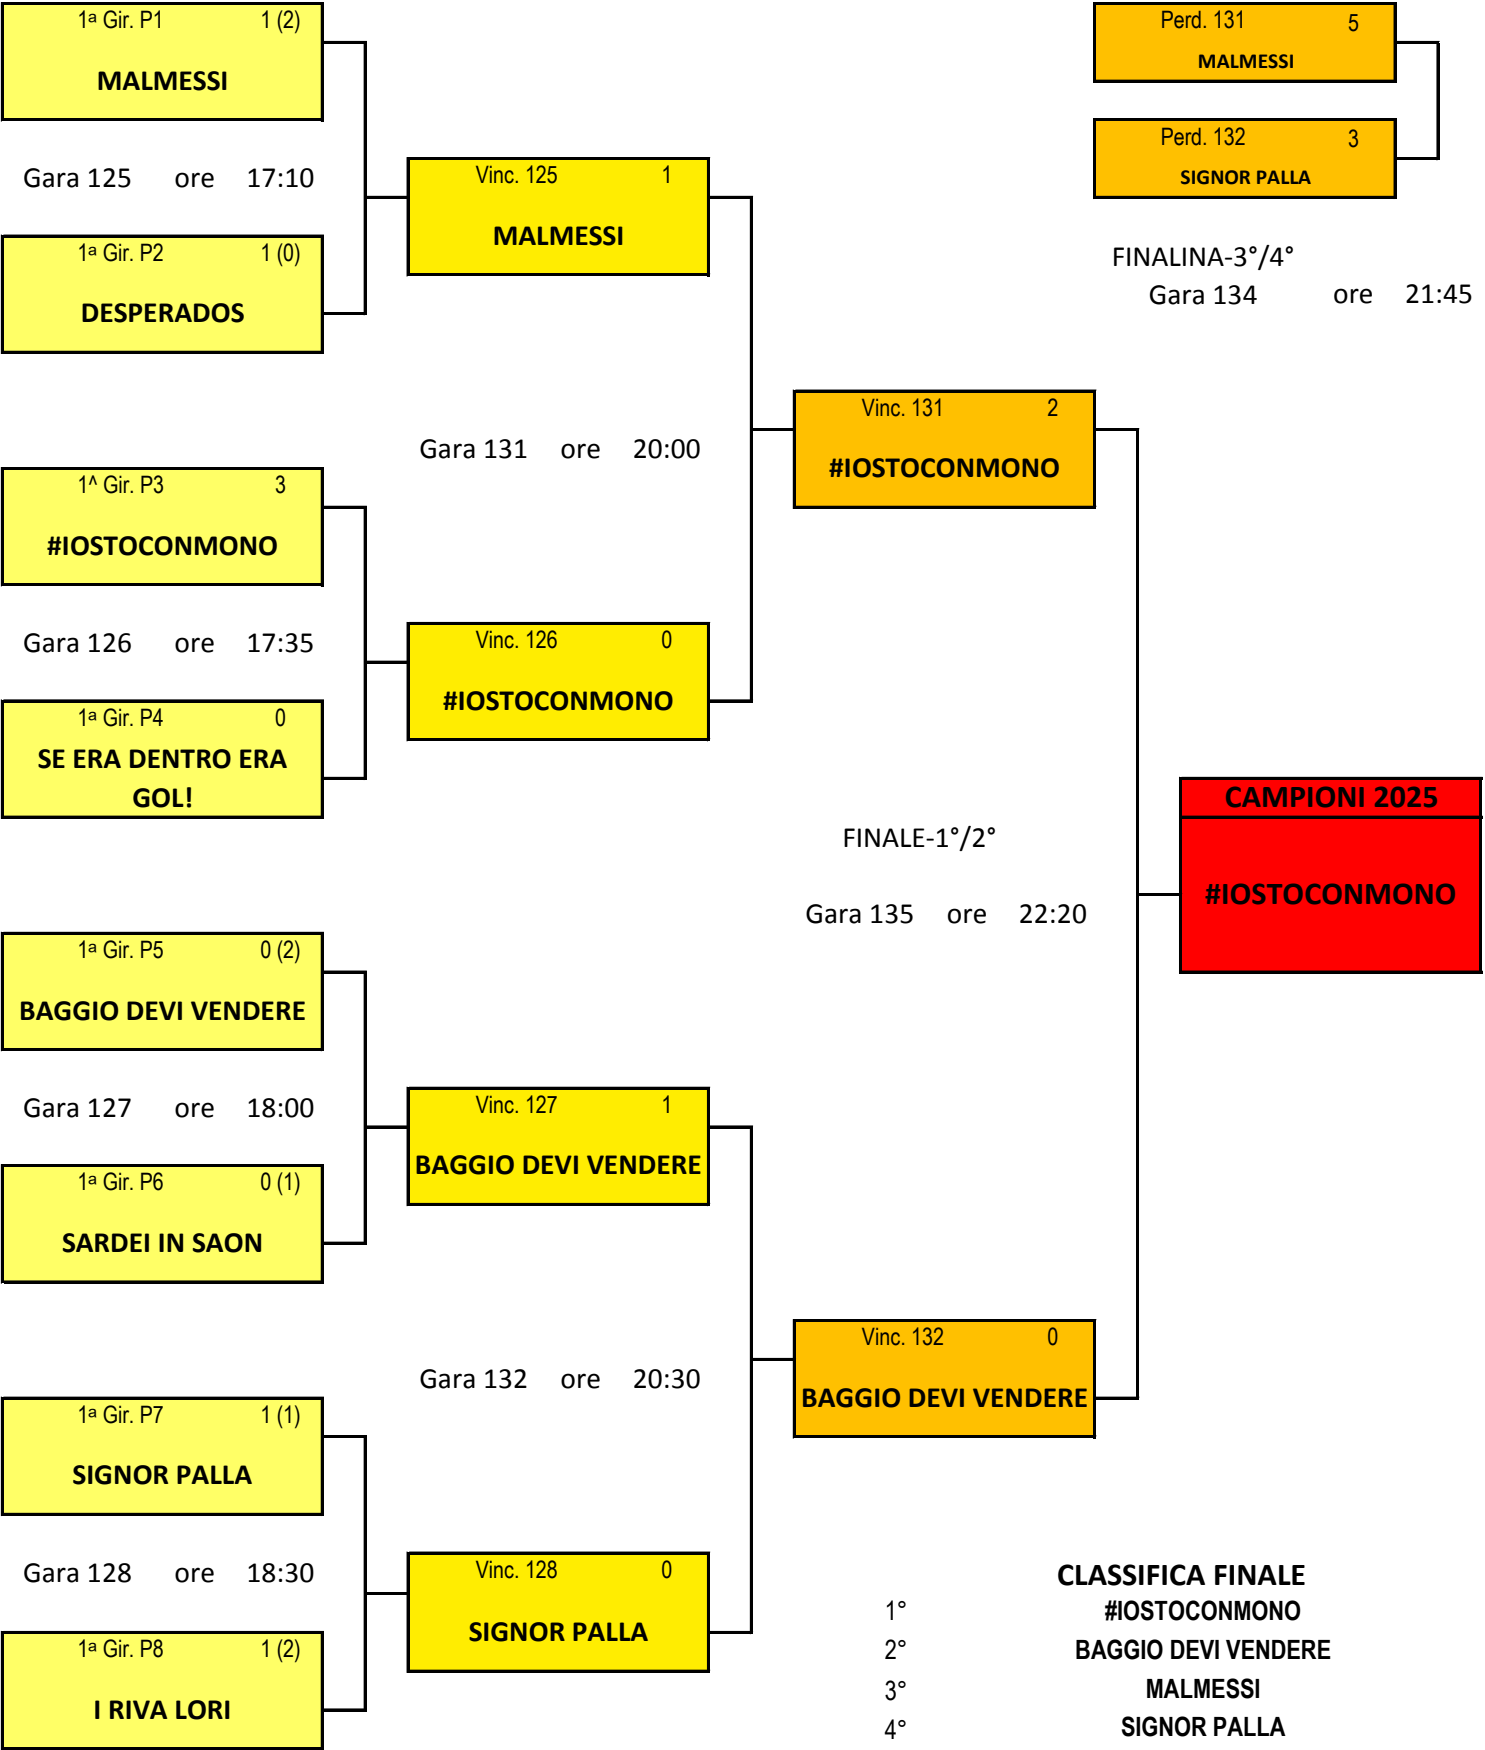 1ª Gir. P1 1 (2)
MALMESSI
Gara 125 ore 17:10
1ª Gir. P2 1 (0)
DESPERADOS
1^ Gir. P3 3
#IOSTOCONMONO
Gara 126 ore 17:35
1ª Gir. P4 0
SE ERA DENTRO ERA
GOL!
1ª Gir. P5 0 (2)
BAGGIO DEVI VENDERE
Gara 127 ore 18:00
1ª Gir. P6 0 (1)
SARDEI IN SAON
1ª Gir. P7 1 (1)
SIGNOR PALLA
Gara 128 ore 18:30
1ª Gir. P8 1 (2)
I RIVA LORI
Vinc. 125 1
MALMESSI
Gara 131 ore 20:00
Vinc. 126 0
#IOSTOCONMONO
Vinc. 127 1
BAGGIO DEVI VENDERE
Gara 132 ore 20:30
Vinc. 128 0
SIGNOR PALLA
Vinc. 131 2
#IOSTOCONMONO
FINALE-1°/2°
Gara 135 ore 22:20
Vinc. 132 0
BAGGIO DEVI VENDERE
Perd. 131 5
MALMESSI
Perd. 132 3
SIGNOR PALLA
FINALINA-3°/4°
Gara 134 ore 21:45
CAMPIONI 2025
#IOSTOCONMONO
CLASSIFICA FINALE
1° #IOSTOCONMONO
2° BAGGIO DEVI VENDERE
3° MALMESSI
4° SIGNOR PALLA